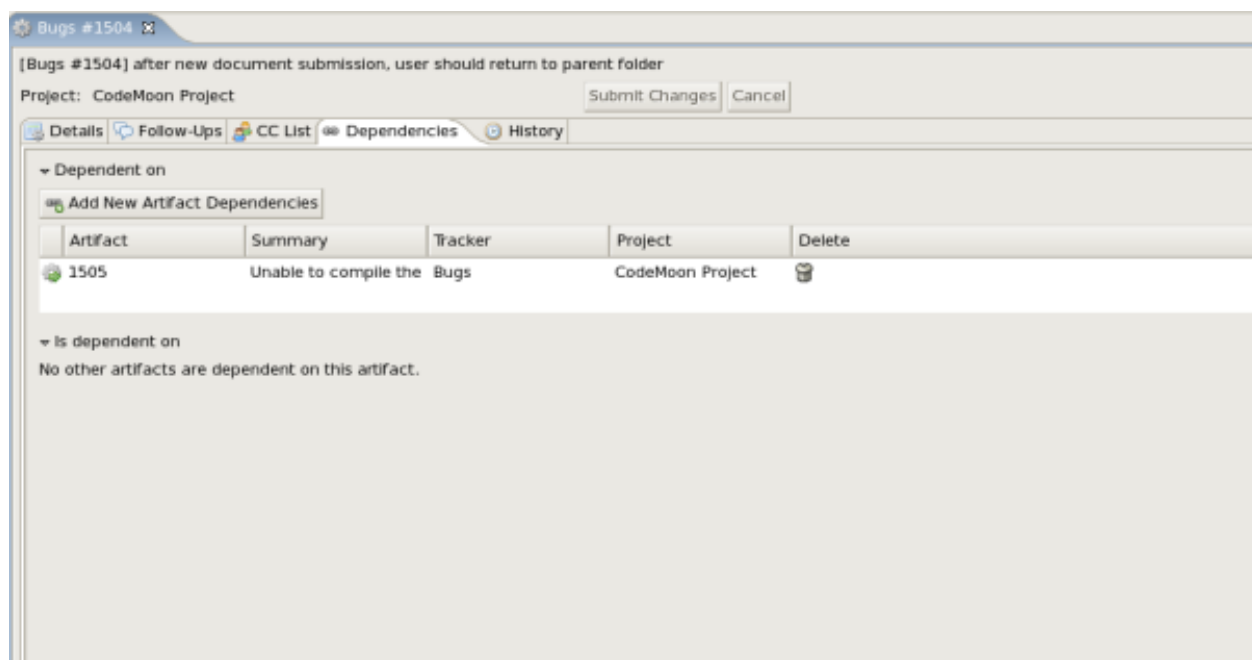 Bugs #1504
[Bugs #1504] after new document submission, user should return to parent folder
Project: CodeMoon Project Submit Changes Cancel
Details Follow-Ups CC List Dependencies History
Dependent on
Add New Artifact Dependencies
Artifact Summary Tracker Project Delete
1505 Unable to compile the Bugs CodeMoon Project
Is dependent on
No other artifacts are dependent on this artifact.